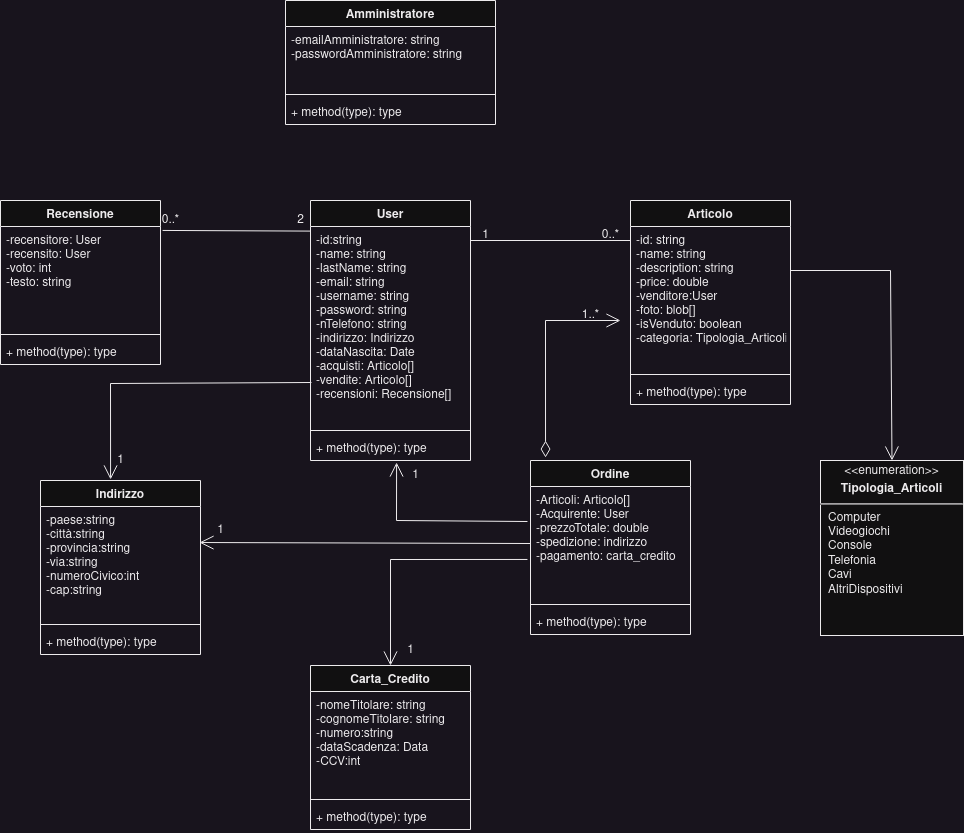 Amministratore
-emailAmministratore: string
-passwordAmministratore: string
+ method(type): type
Recensione
-recensitore: User
-recensito: User
-voto: int
-testo: string
+ method(type): type
0..*
2
User
-id:string
-name: string
-lastName: string
-email: string
-username: string
-password: string
-nTelefono: string
-indirizzo: Indirizzo
-dataNascita: Date
-acquisti: Articolo[]
-vendite: Articolo[]
-recensioni: Recensione[]
+ method(type): type
1
0..*
Articolo
-id: string
-name: string
-description: string
-price: double
-venditore:User
-foto: blob[]
-isVenduto: boolean
-categoria: Tipologia_Articoli
+ method(type): type
1..*
1
1
Indirizzo
-paese:string
-città:string
-provincia:string
-via:string
-numeroCivico:int
-cap:string
+ method(type): type
1
Ordine
-Articoli: Articolo[]
-Acquirente: User
-prezzoTotale: double
-spedizione: indirizzo
-pagamento: carta_credito
+ method(type): type
<<enumeration>>
Tipologia_Articoli
Computer
Videogiochi
Console
Telefonia
Cavi
AltriDispositivi
1
Carta_Credito
-nomeTitolare: string
-cognomeTitolare: string
-numero:string
-dataScadenza: Data
-CCV:int
+ method(type): type